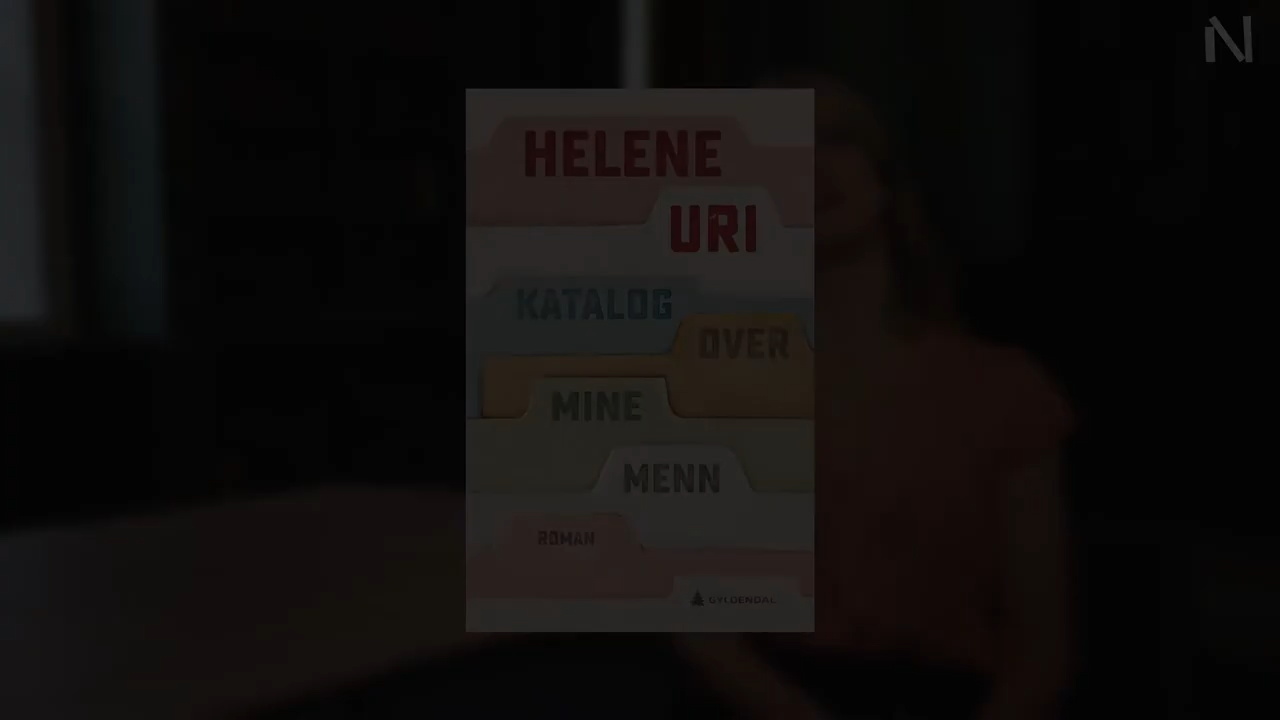 N
HELENE
URI
KATALOG
OVER
MINE
MENN
ROMAN
GYLDENDAL